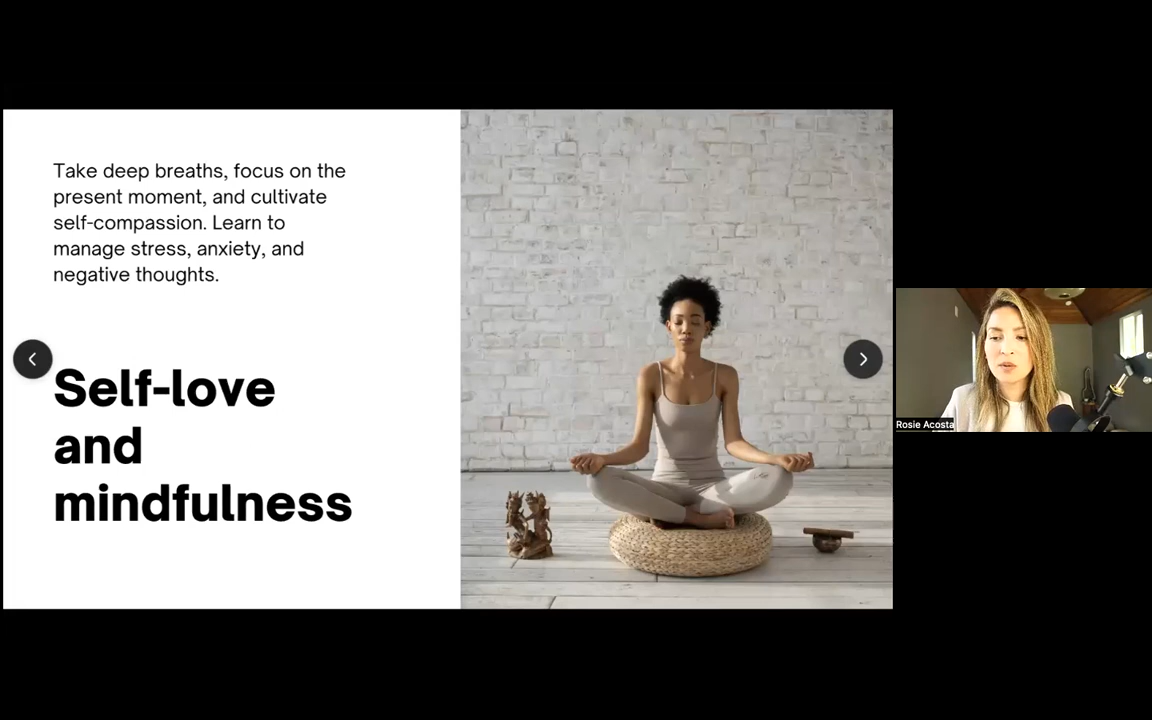 Take deep breaths, focus on the
present moment, and cultivate
self-compassion. Learn to
manage stress, anxiety, and
negative thoughts.
Self-love
and
mindfulness
Rosie Acosta